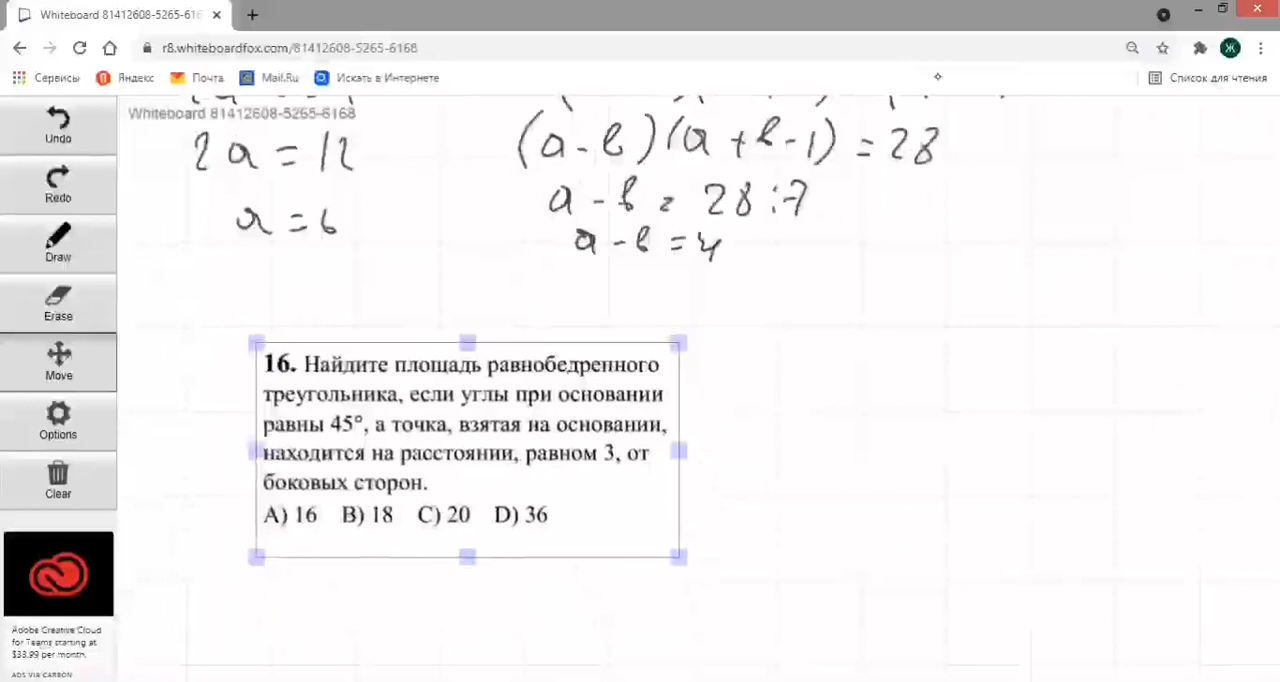 Whiteboard 81412608-5265-616
r8.whiteboardfox.com/81412608-5265-6168
Сервисы Яндекс Почта Mail.Ru Искать в Интернете Список для чтения
Ж
Whiteboard 81412608-5265-6168
Undo
Redo
Draw
Erase
Move
Options
Clear
2a = 12
a = 6
(a - b)(a + b - 1) = 28
a - b = 28 : 7
a - b = 4
16. Найдите площадь равнобедренного
треугольника, если углы при основании
равны 45°, а точка, взятая на основании,
находится на расстоянии, равном 3, от
боковых сторон.
A) 16 B) 18 C) 20 D) 36
Adobe Creative Cloud
for Teams starting at
$33.99 per month.
ADS VIA CARBON